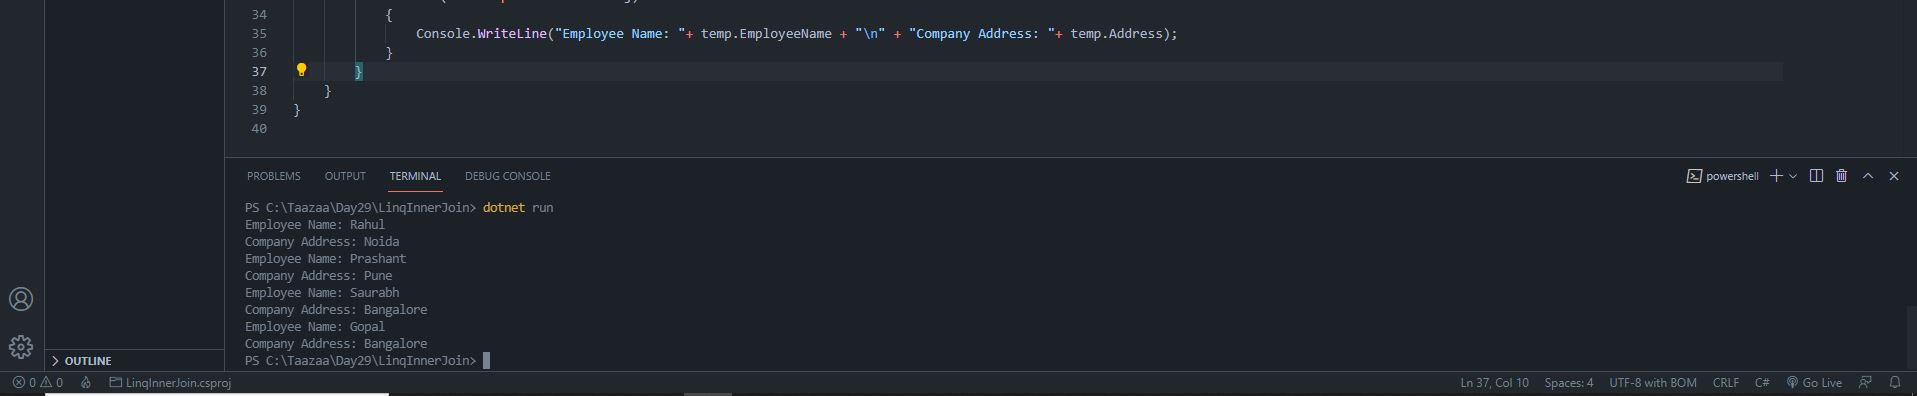 34 {
35 Console.WriteLine("Employee Name: "+ temp.EmployeeName + "\n" + "Company Address: "+ temp.Address);
36 }
37 }
38 }
39 }
40
PROBLEMS OUTPUT TERMINAL DEBUG CONSOLE powershell
PS C:\Taazaa\Day29\LinqInnerJoin> dotnet run
Employee Name: Rahul
Company Address: Noida
Employee Name: Prashant
Company Address: Pune
Employee Name: Saurabh
Company Address: Bangalore
Employee Name: Gopal
Company Address: Bangalore
PS C:\Taazaa\Day29\LinqInnerJoin>
OUTLINE
0 0 LinqInnerJoin.csproj Ln 37, Col 10 Spaces: 4 UTF-8 with BOM CRLF C# Go Live